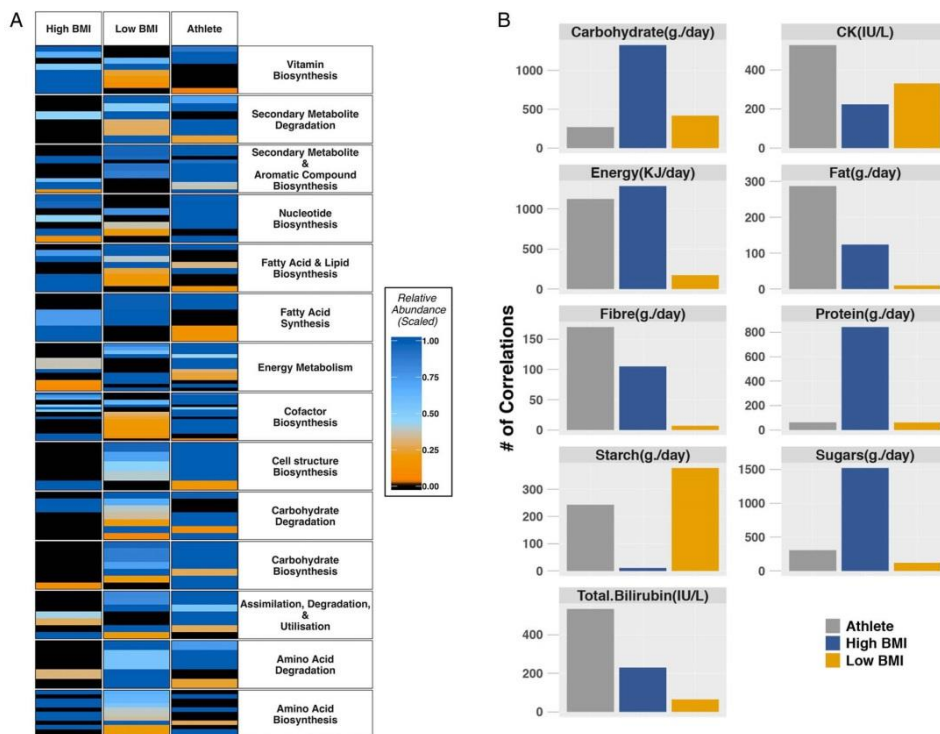 A
High BMI Low BMI Athlete
Vitamin
Biosynthesis
Secondary Metabolite
Degradation
Secondary Metabolite
&
Aromatic Compound
Biosynthesis
Nucleotide
Biosynthesis
Fatty Acid & Lipid
Biosynthesis
Fatty Acid
Synthesis
Energy Metabolism
Cofactor
Biosynthesis
Cell structure
Biosynthesis
Carbohydrate
Degradation
Carbohydrate
Biosynthesis
Assimilation, Degradation,
&
Utilisation
Amino Acid
Degradation
Amino Acid
Biosynthesis
Relative
Abundance
(Scaled)
1.00
0.75
0.50
0.25
0.00
B
# of Correlations
Carbohydrate(g./day)
1000
500
0
CK(IU/L)
400
200
0
Energy(KJ/day)
1000
500
0
Fat(g./day)
300
200
100
0
Fibre(g./day)
150
100
50
0
Protein(g./day)
800
600
400
200
0
Starch(g./day)
300
200
100
0
Sugars(g./day)
1500
1000
500
0
Total.Bilirubin(IU/L)
400
200
0
Athlete
High BMI
Low BMI